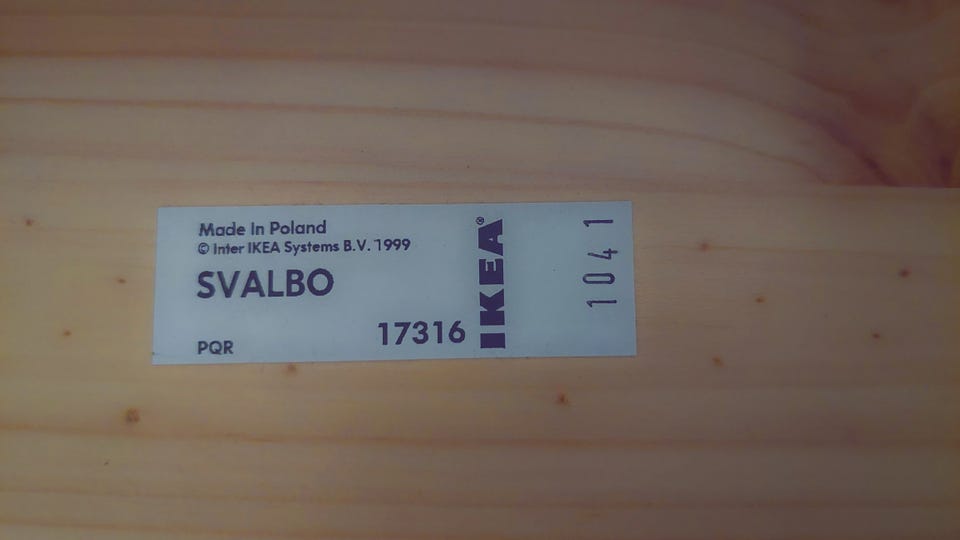 Made In Poland
© Inter IKEA Systems B.V. 1999
SVALBO
17316
PQR
IKEA®
1041